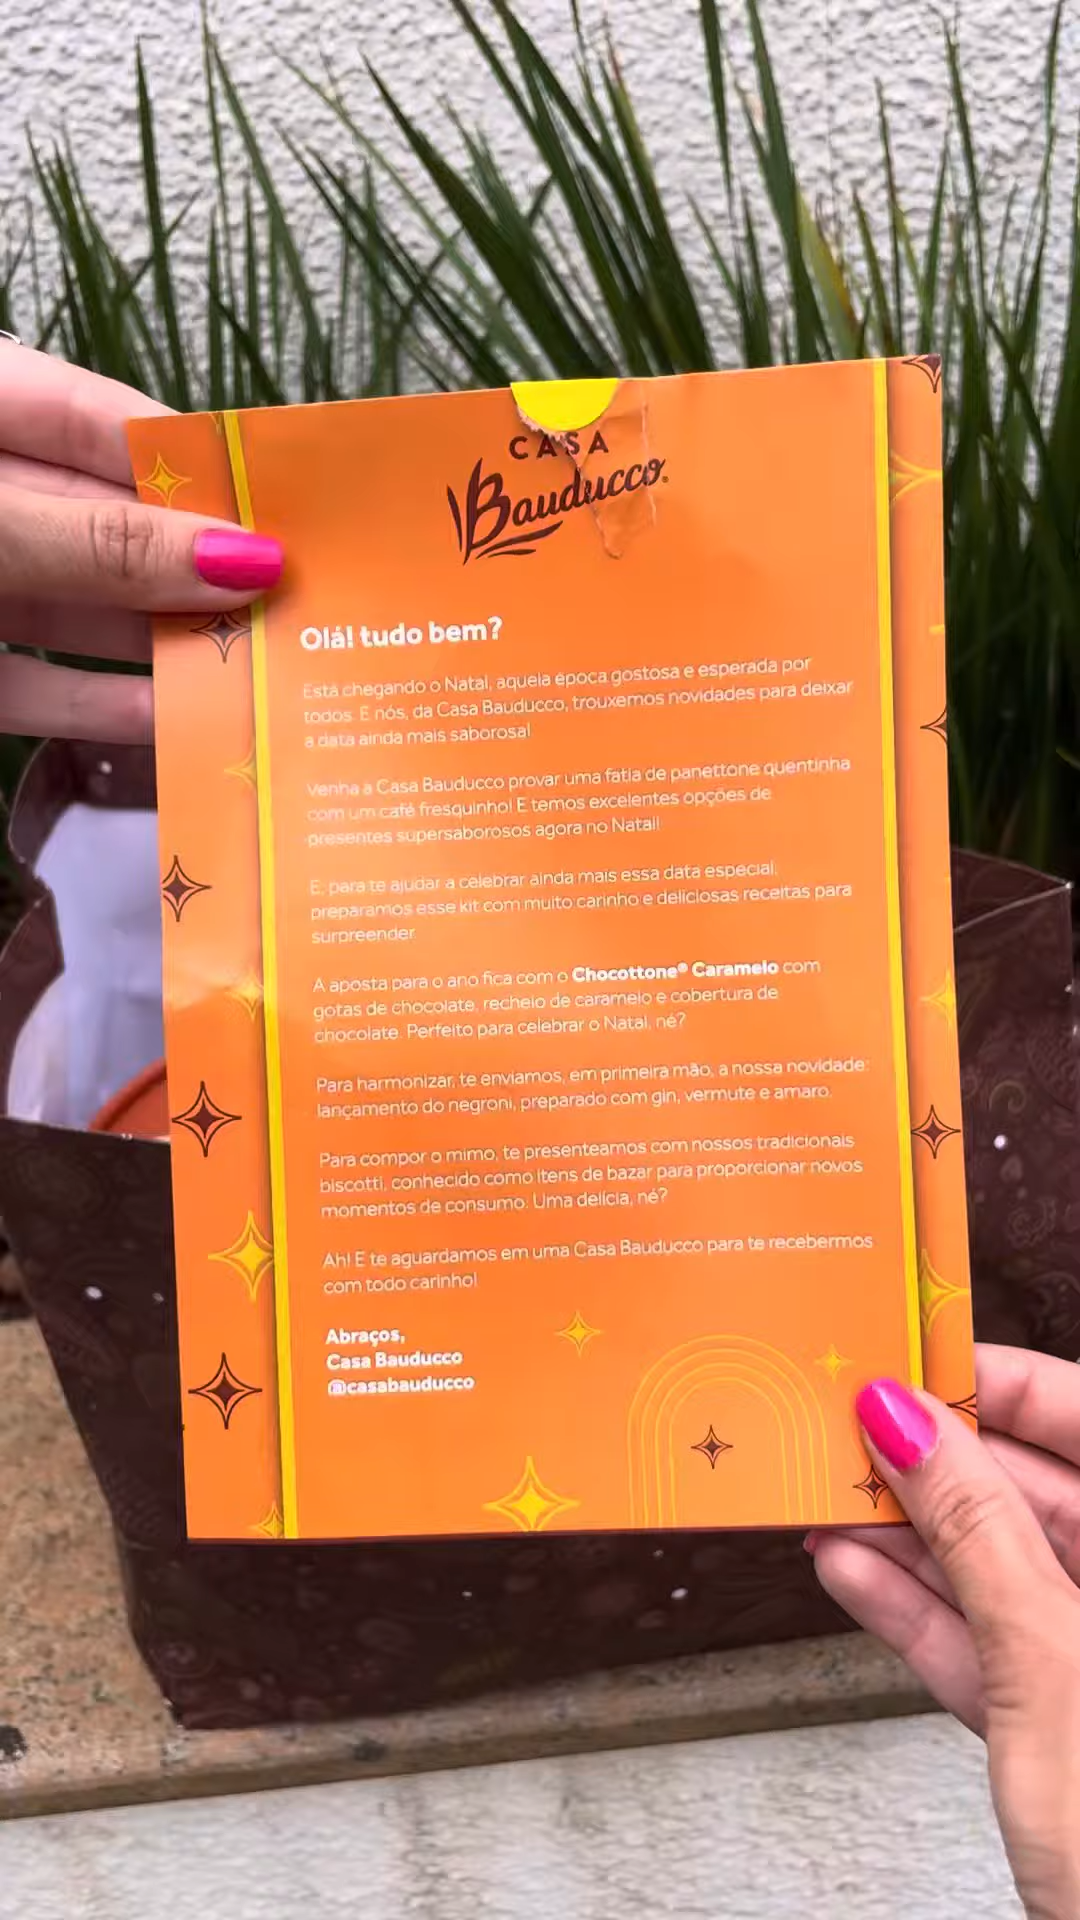 CASA
Bauducco
Olá! tudo bem?
Está chegando o Natal, aquela época gostosa e esperada por
todos. E nós, da Casa Bauducco, trouxemos novidades para deixar
a data ainda mais saborosa!
Venha a Casa Bauducco provar uma fatia de panettone quentinha
com um café fresquinho! E temos excelentes opções de
presentes supersaborosos agora no Natal!
E, para te ajudar a celebrar ainda mais essa data especial,
preparamos esse kit com muito carinho e deliciosas receitas para
surpreender.
A aposta para o ano fica com o Chocottone® Caramelo com
gotas de chocolate, recheio de caramelo e cobertura de
chocolate. Perfeito para celebrar o Natal, né?
Para harmonizar, te enviamos, em primeira mão, a nossa novidade:
lançamento do negroni, preparado com gin, vermute e amaro.
Para compor o mimo, te presenteamos com nossos tradicionais
biscotti, conhecido como itens de bazar para proporcionar novos
momentos de consumo. Uma delícia, né?
Ah! E te aguardamos em uma Casa Bauducco para te recebermos
com todo carinho!
Abraços,
Casa Bauducco
@casabauducco